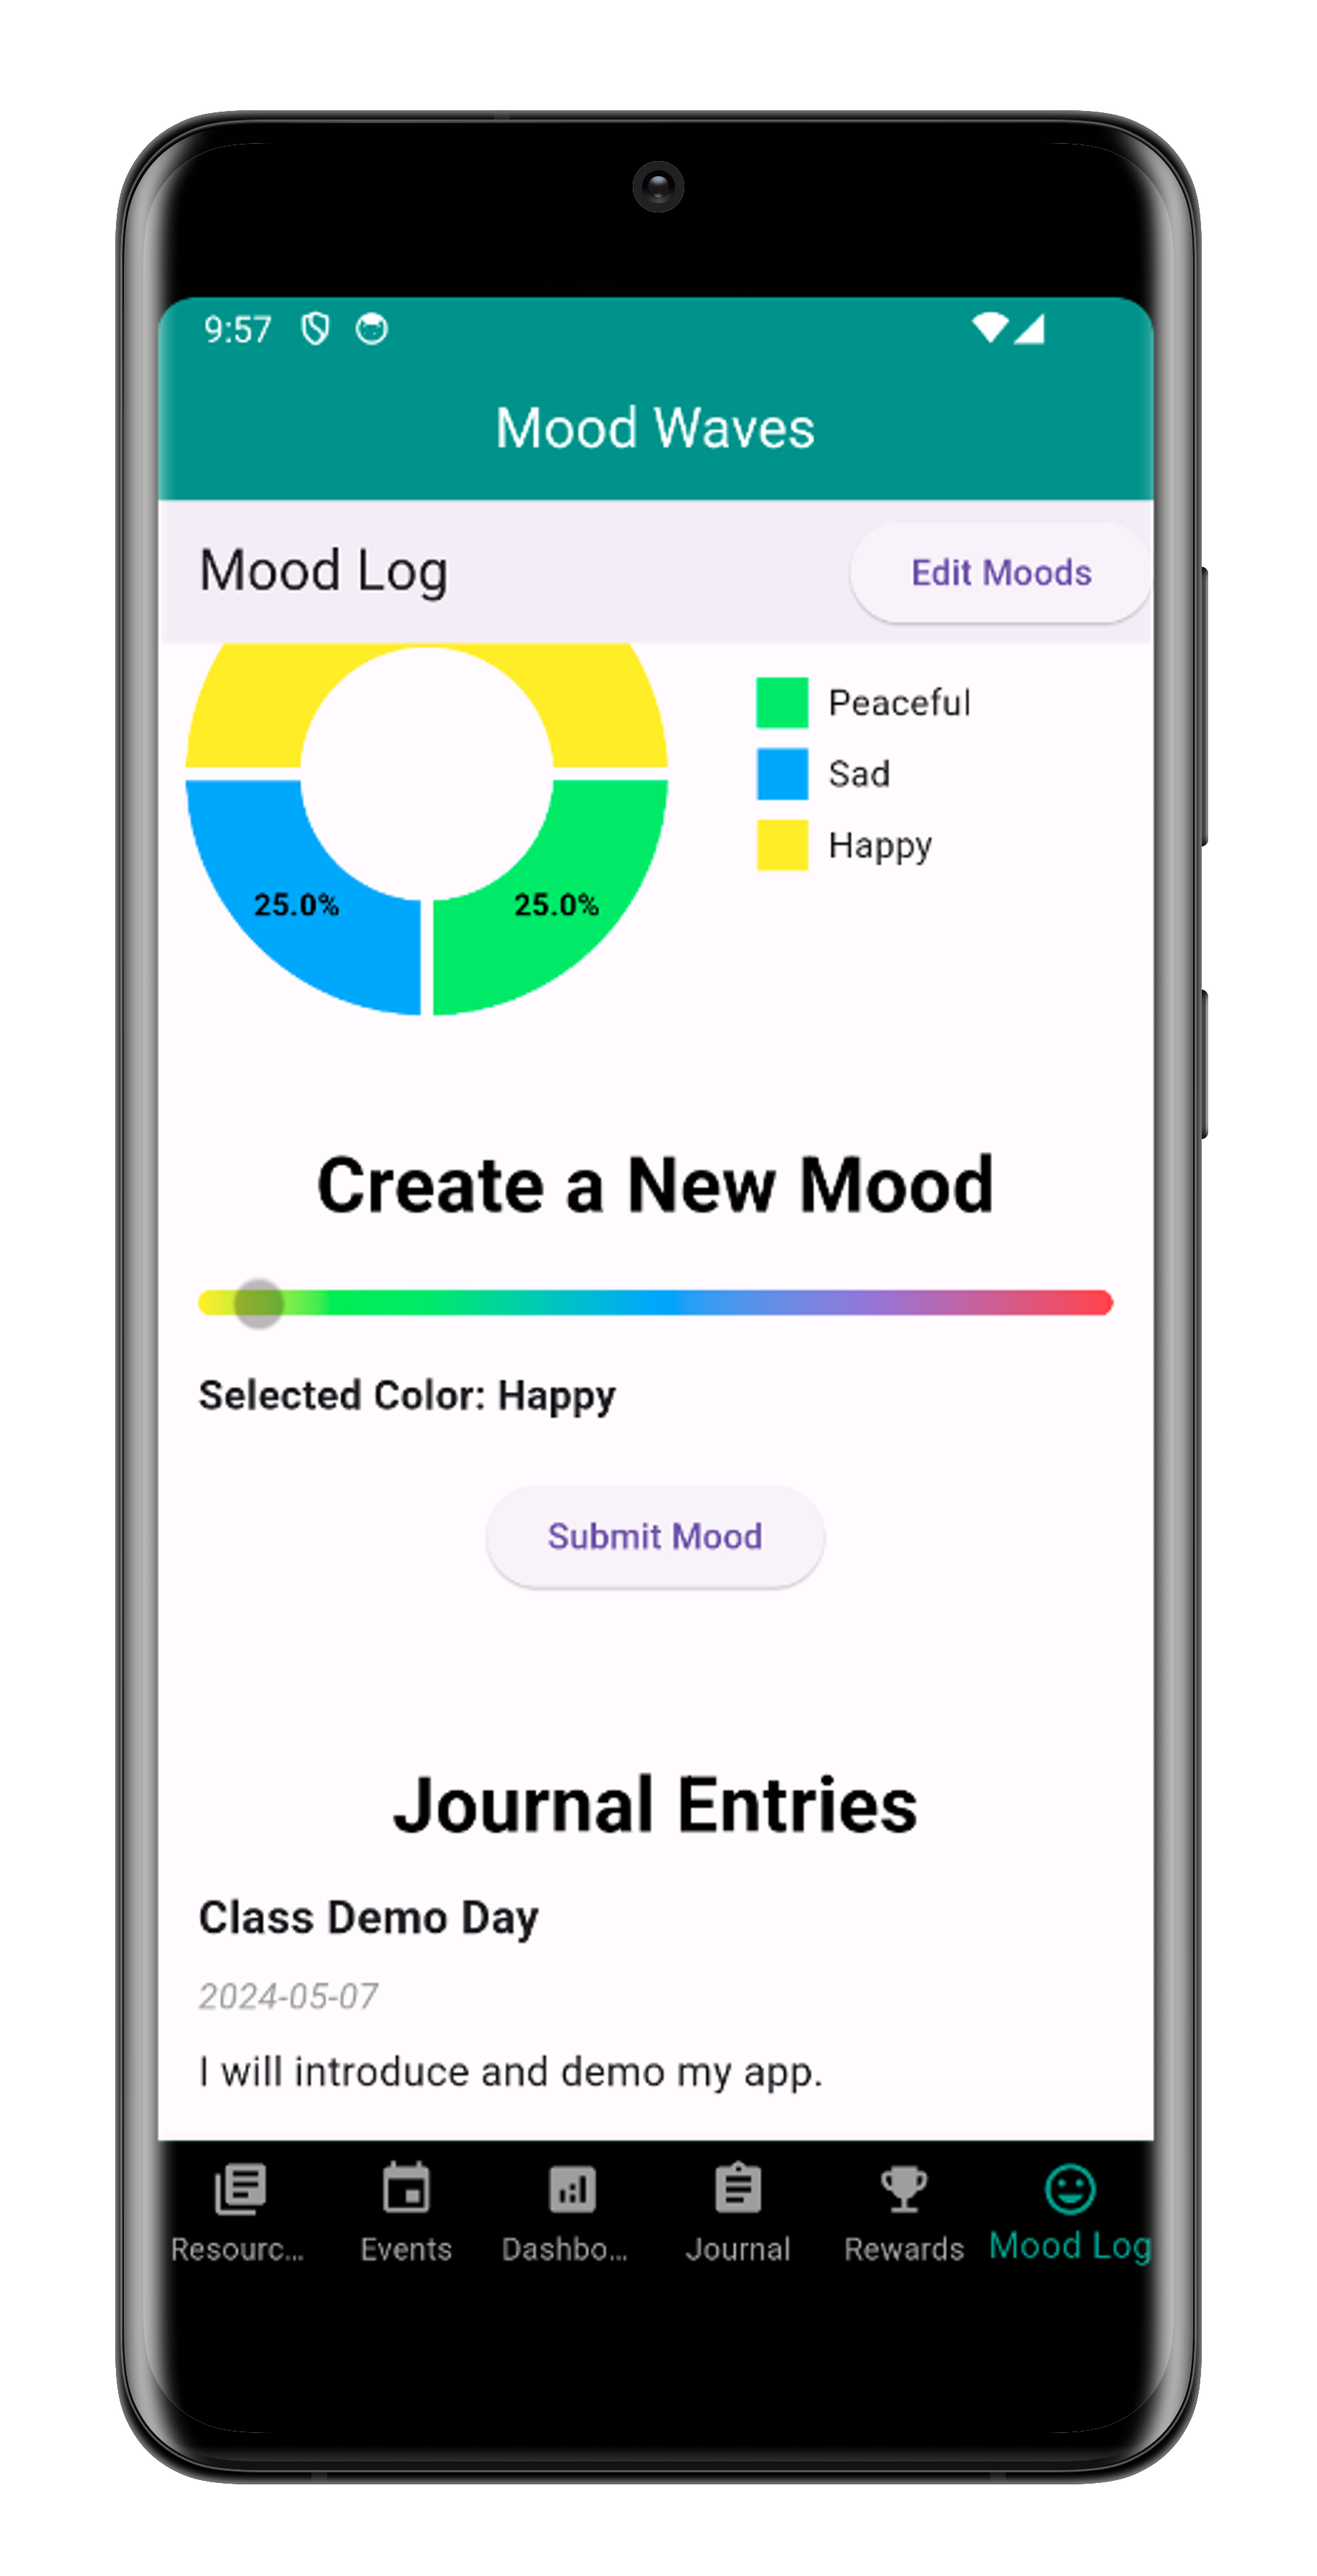 9:57
Mood Waves
Mood Log
Edit Moods
Peaceful
Sad
Happy
25.0%
25.0%
Create a New Mood
Selected Color: Happy
Submit Mood
Journal Entries
Class Demo Day
2024-05-07
I will introduce and demo my app.
Resourc...
Events
Dashbo...
Journal
Rewards
Mood Log